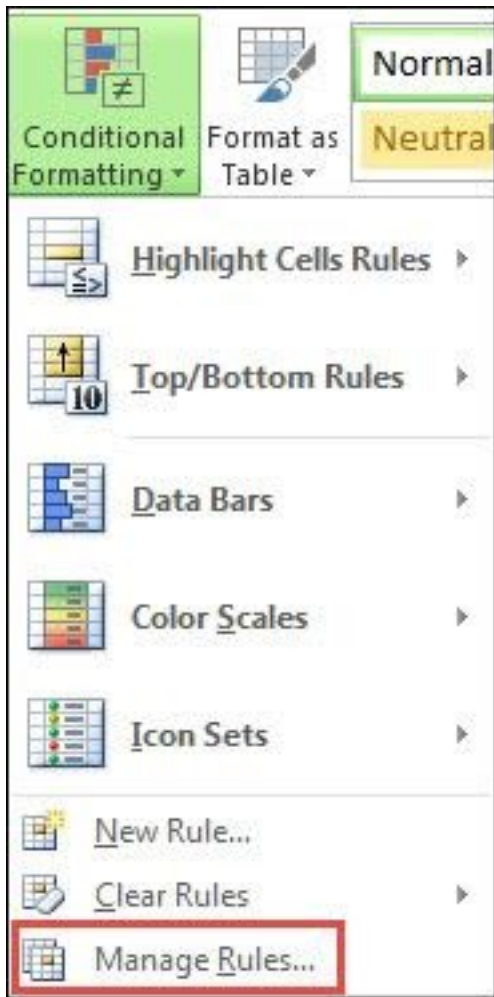 Conditional
Formatting
Format as
Table
Normal
Neutral
Highlight Cells Rules
10
Top/Bottom Rules
Data Bars
Color Scales
Icon Sets
New Rule...
Clear Rules
Manage Rules...